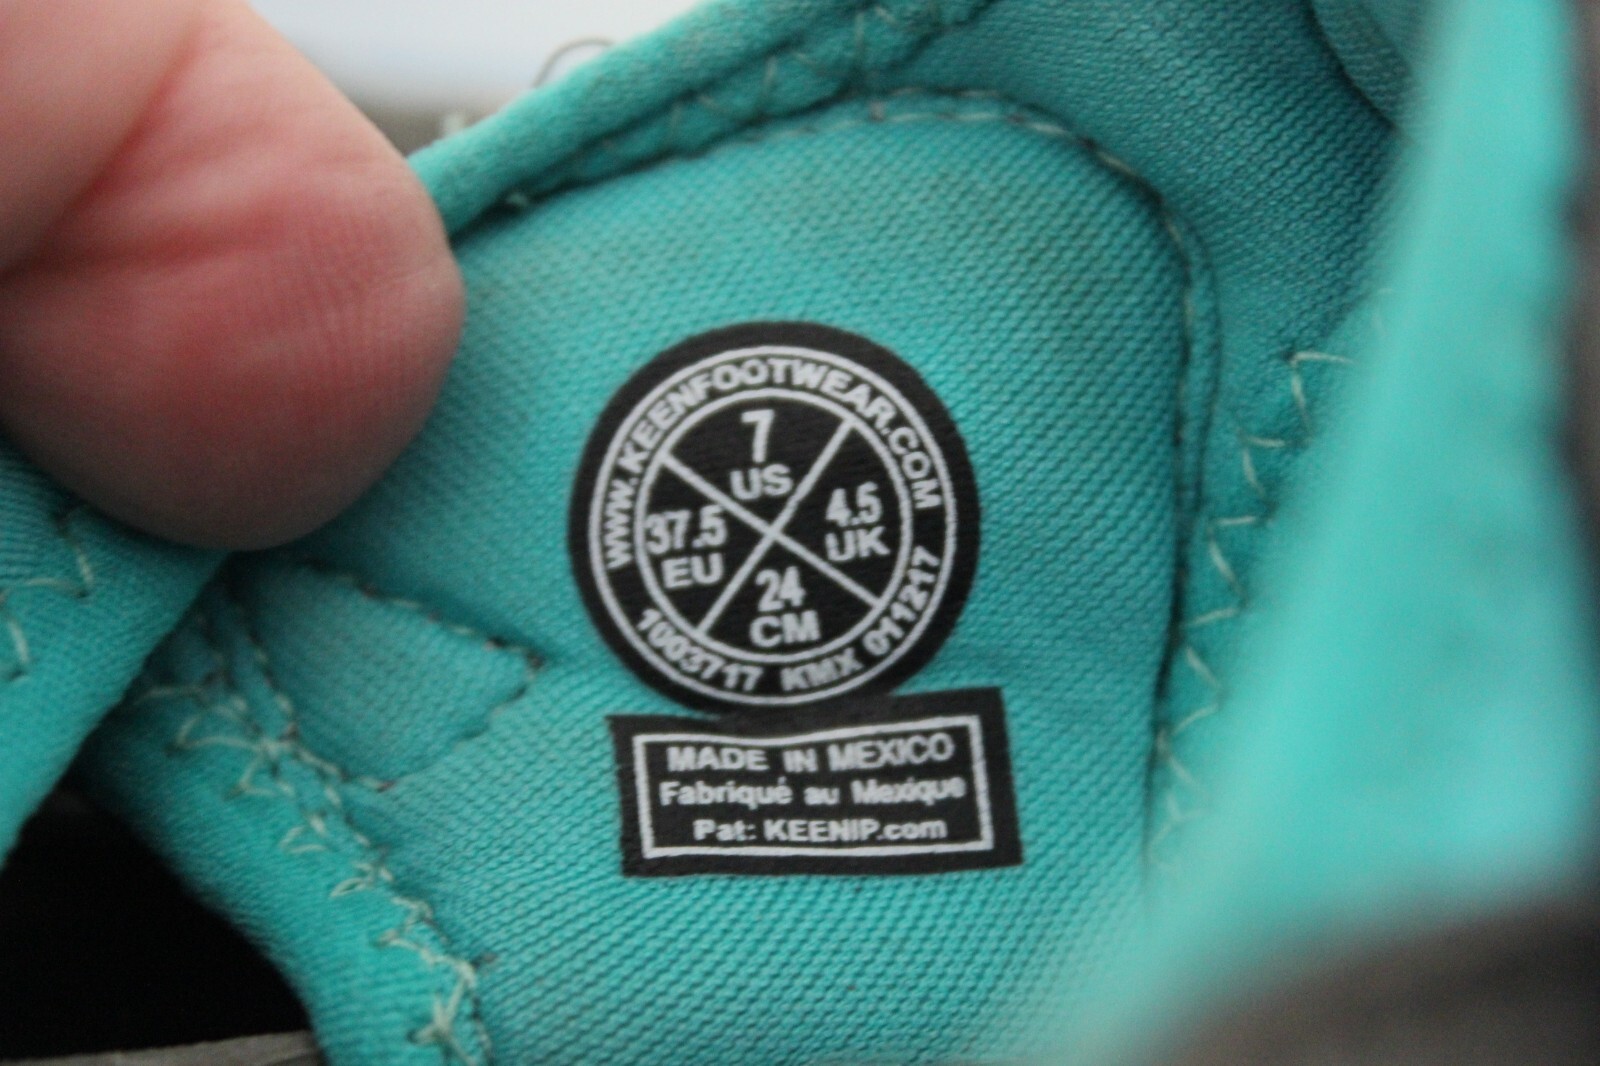 WWW.KEENFOOTWEAR.COM
7
US
37.5
EU
4.5
UK
24
CM
1003717 KMX 011217
MADE IN MEXICO
Fabriqué au Mexique
Pat: KEENIP.com